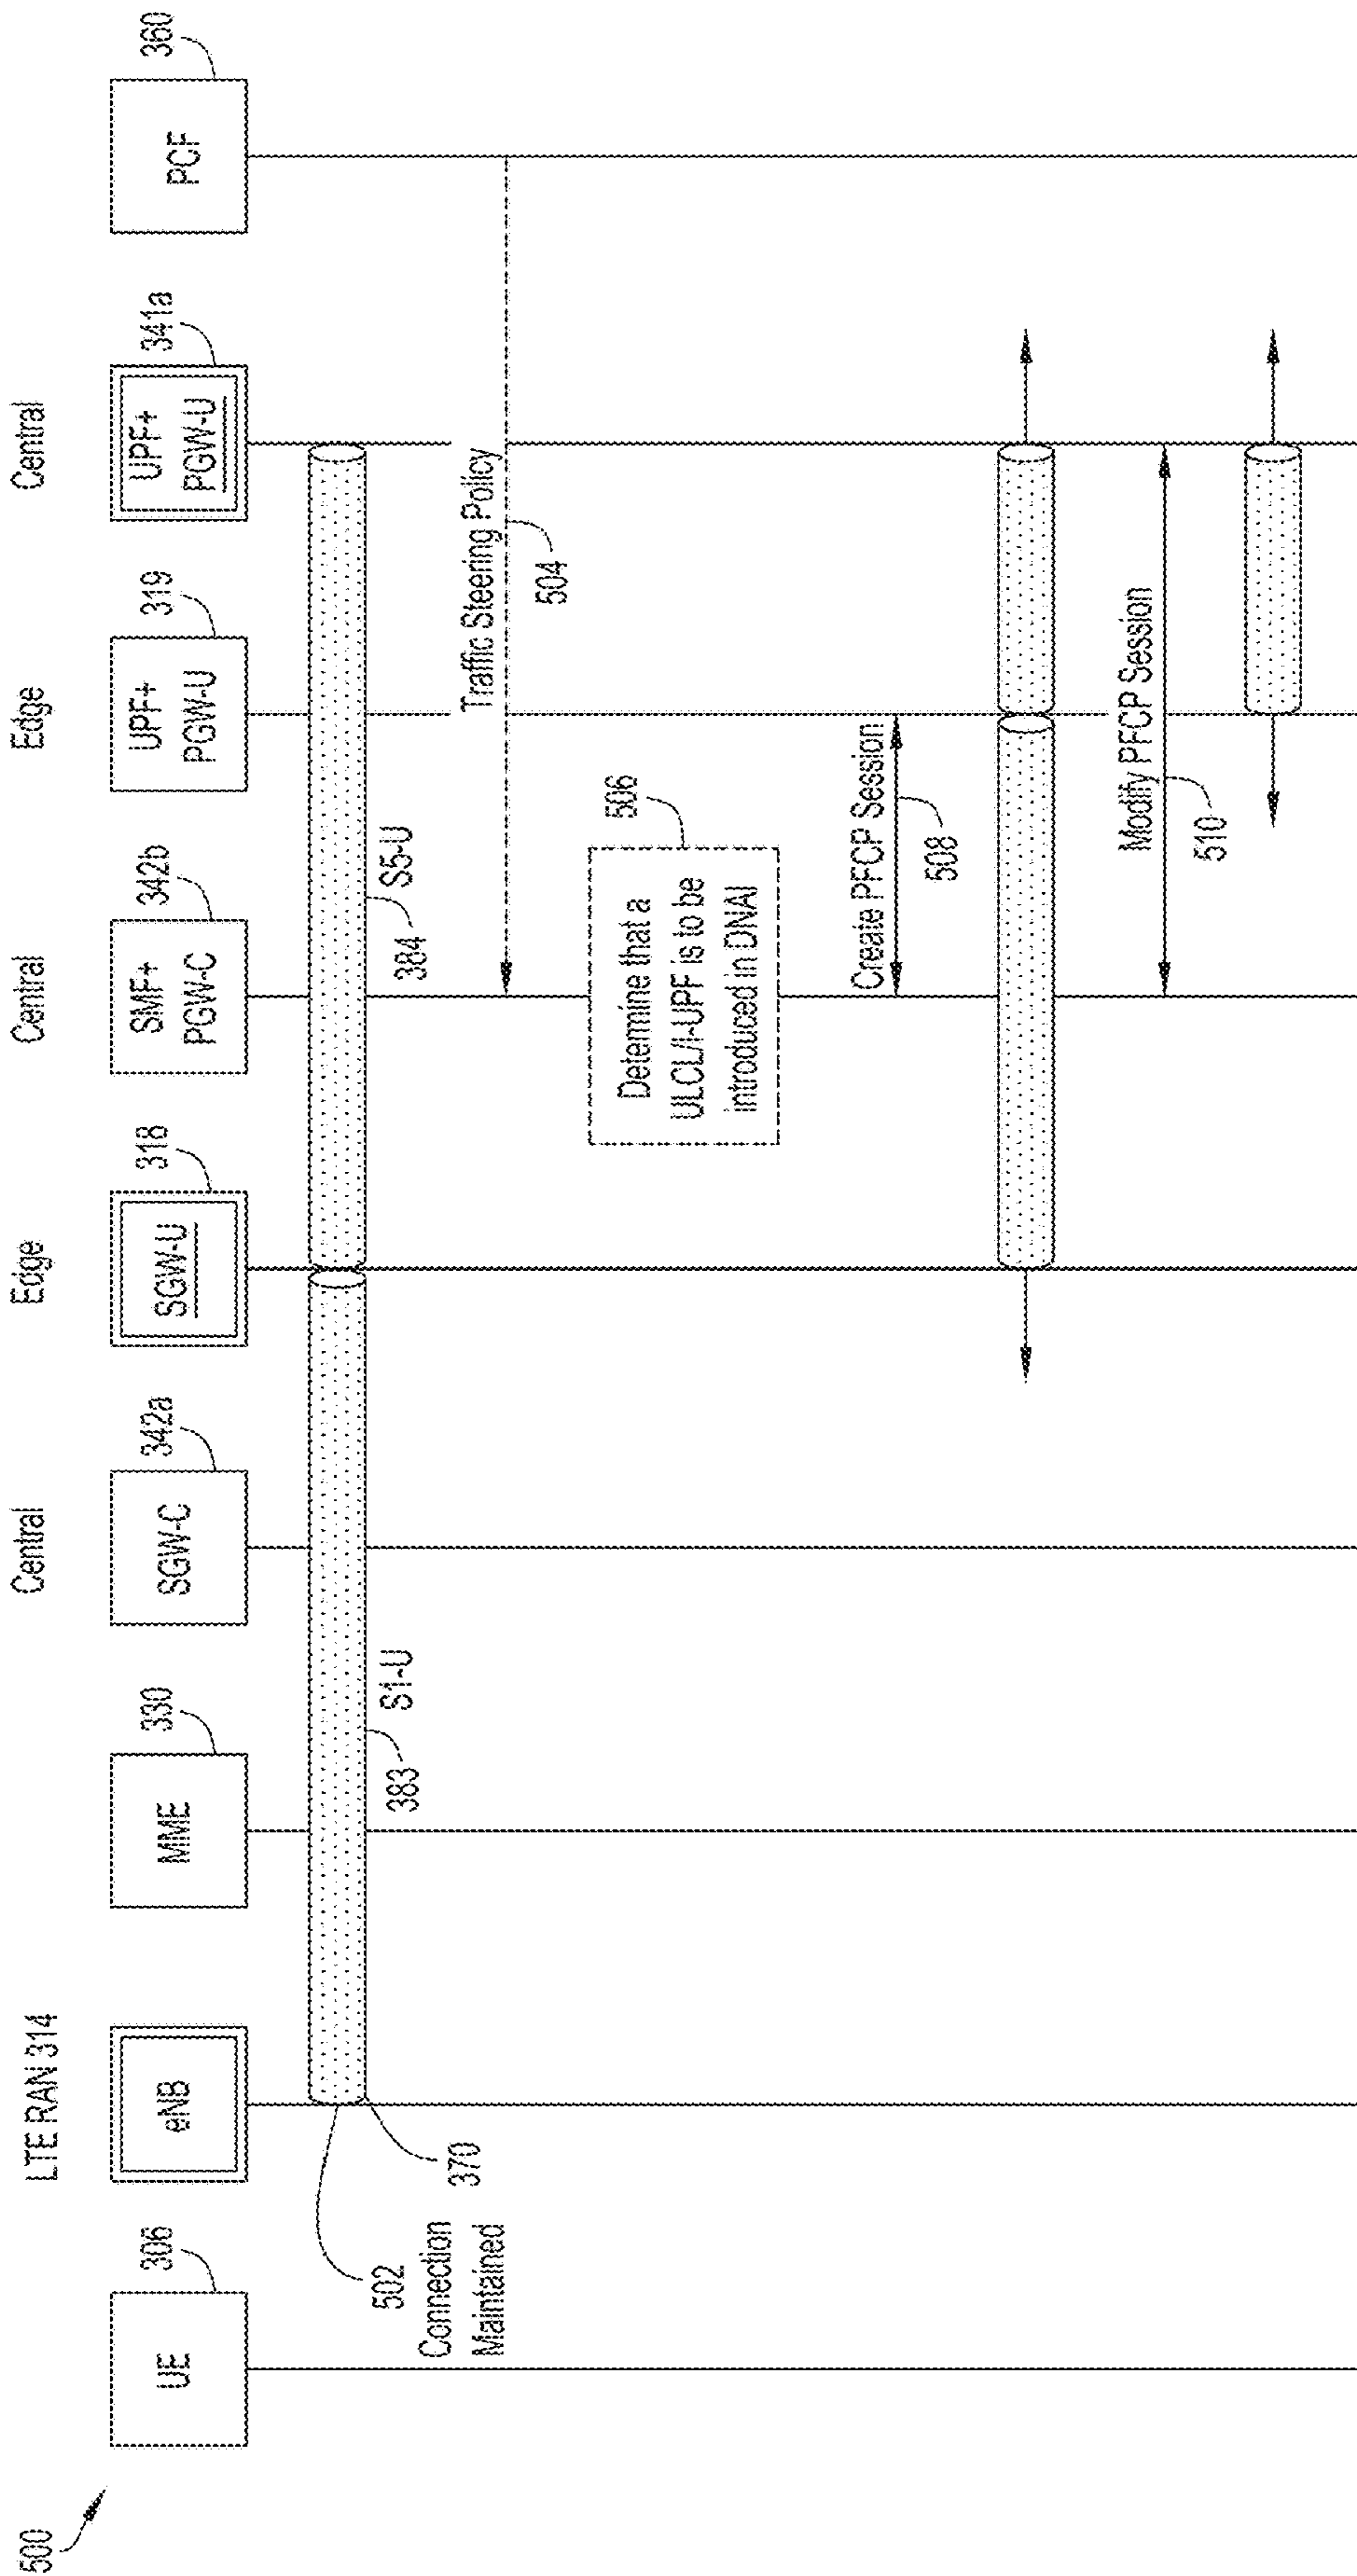 500
LTE RAN 314
Central
Edge
Central
Edge
Central
306
330
342a
318
342b
319
341a
360
UE
eNB
MME
SGW-C
SGW-U
SMF+
PGW-C
UPF+
PGW-U
UPF+
PGW-U
PCF
502
Connection
Maintained
370
383
S1-U
384
S5-U
Traffic Steering Policy
504
506
Determine that a
ULCL/I-UPF is to be
introduced in DNAI
Create PFCP Session
508
Modify PFCP Session
510